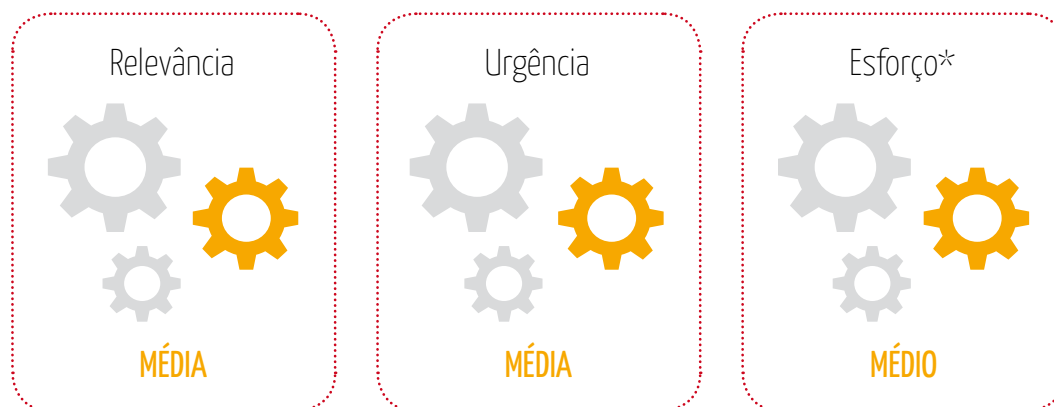 Relevância
Urgência
Esforço*
MÉDIA
MÉDIA
MÉDIO